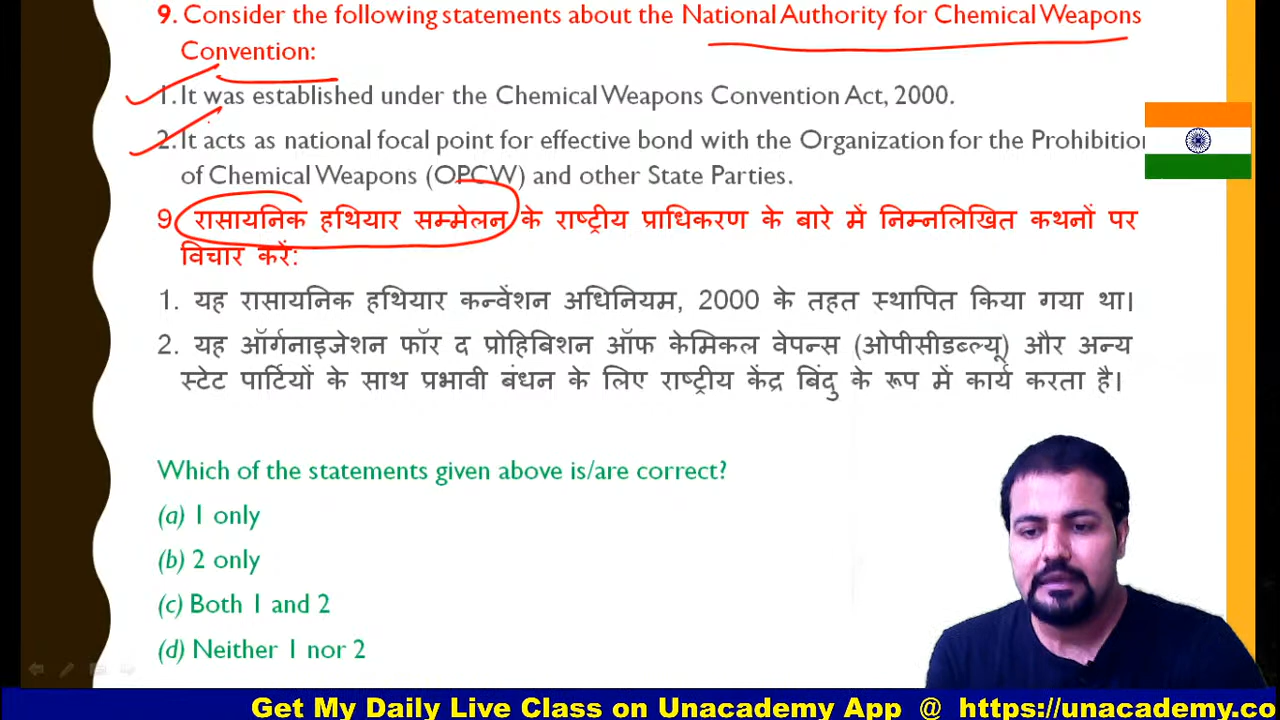 9. Consider the following statements about the National Authority for Chemical Weapons
Convention:
1. It was established under the Chemical Weapons Convention Act, 2000.
2. It acts as national focal point for effective bond with the Organization for the Prohibition
of Chemical Weapons (OPCW) and other State Parties.
9 रासायनिक हथियार सम्मेलन के राष्ट्रीय प्राधिकरण के बारे में निम्नलिखित कथनों पर
विचार करें:
1. यह रासायनिक हथियार कन्वेंशन अधिनियम, 2000 के तहत स्थापित किया गया था।
2. यह ऑर्गनाइजेशन फॉर द प्रोहिबिशन ऑफ केमिकल वेपन्स (ओपीसीडब्ल्यू) और अन्य
स्टेट पार्टियों के साथ प्रभावी बंधन के लिए राष्ट्रीय केंद्र बिंदु के रूप में कार्य करता है।
Which of the statements given above is/are correct?
(a) 1 only
(b) 2 only
(c) Both 1 and 2
(d) Neither 1 nor 2
Get My Daily Live Class on Unacademy App @ https://unacademy.co